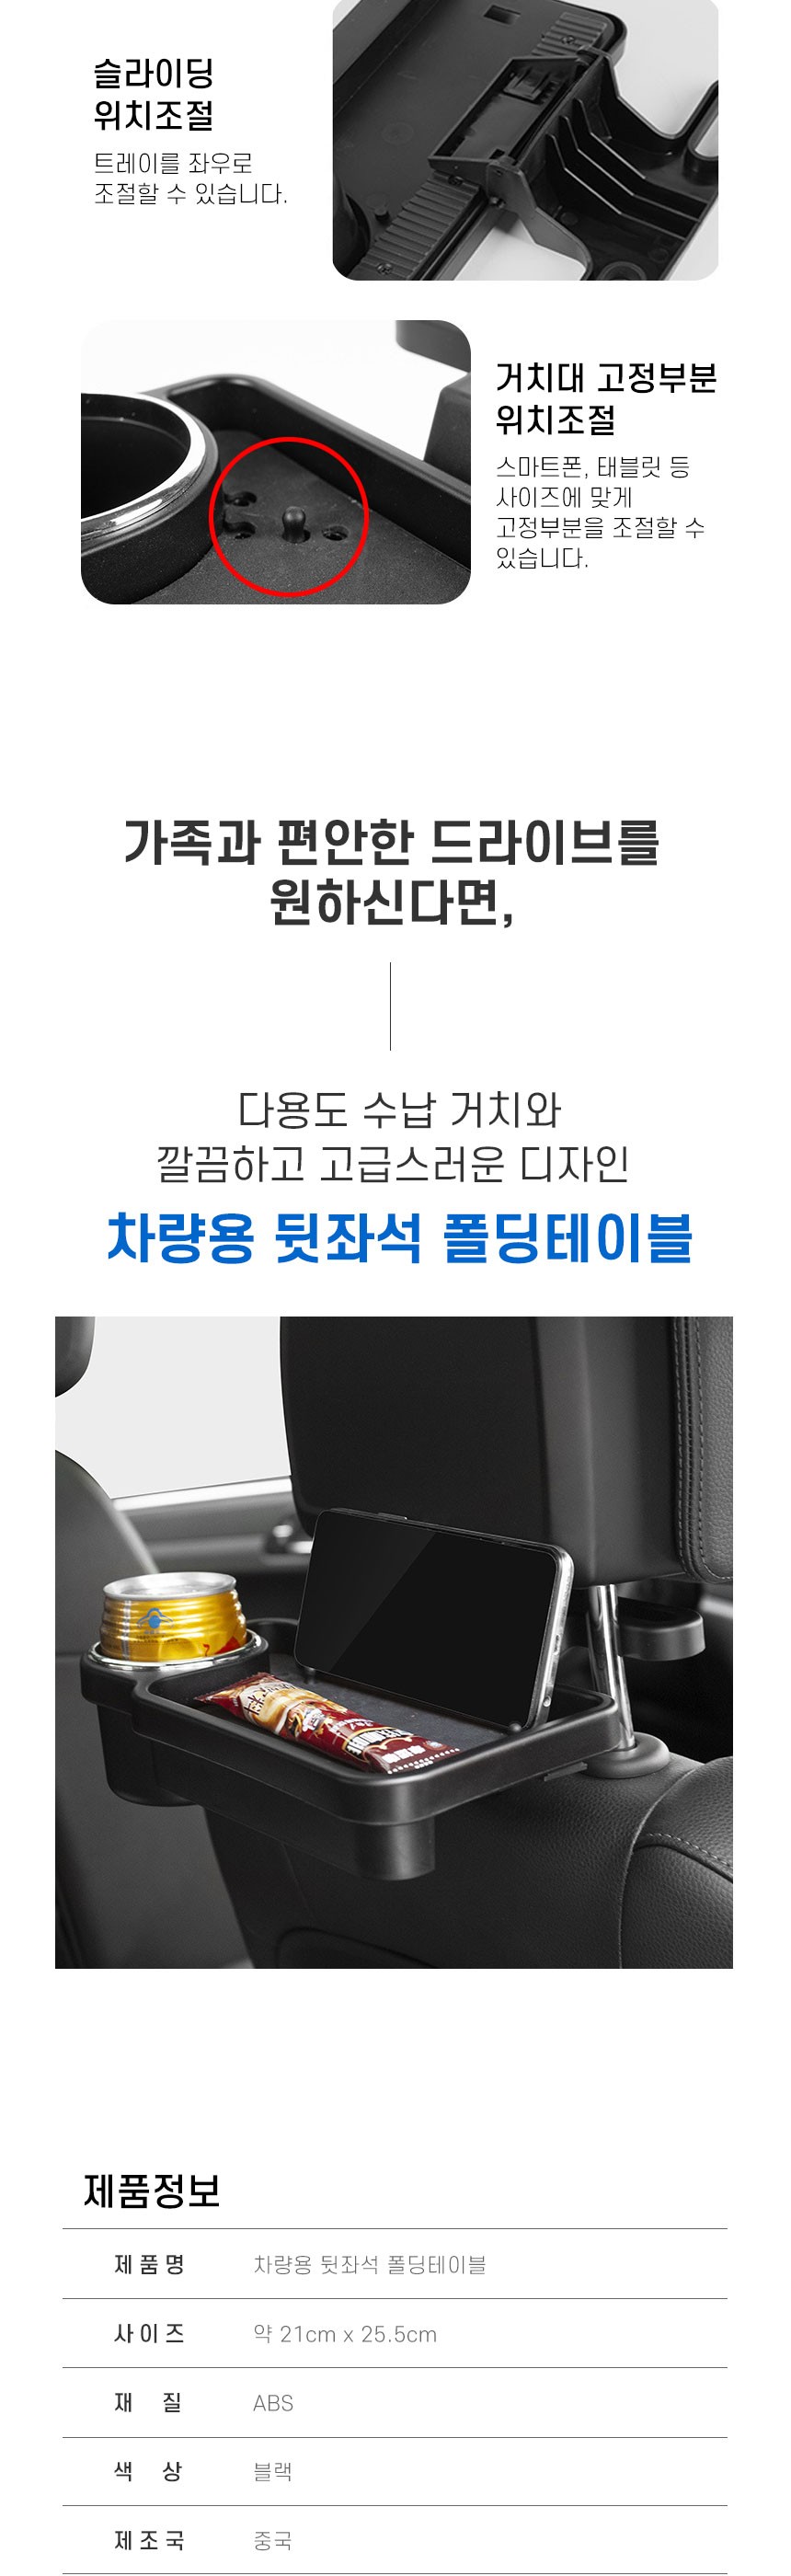 슬라이딩
위치조절
트레이를 좌우로
조절할 수 있습니다.
거치대 고정부분
위치조절
스마트폰, 태블릿 등
사이즈에 맞게
고정부분을 조절할 수
있습니다.
가족과 편안한 드라이브를
원하신다면,
다용도 수납 거치와
깔끔하고 고급스러운 디자인
차량용 뒷좌석 폴딩테이블
제품정보
제품명 차량용 뒷좌석 폴딩테이블
사이즈 약 21cm x 25.5cm
재 질 ABS
색 상 블랙
제조국 중국